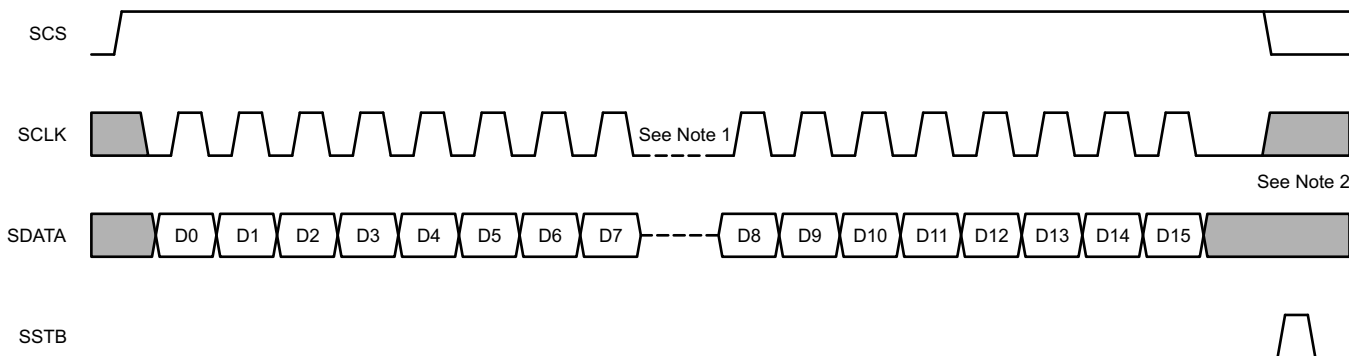 SCS
SCLK See Note 1
See Note 2
SDATA D0 D1 D2 D3 D4 D5 D6 D7 D8 D9 D10 D11 D12 D13 D14 D15
SSTB